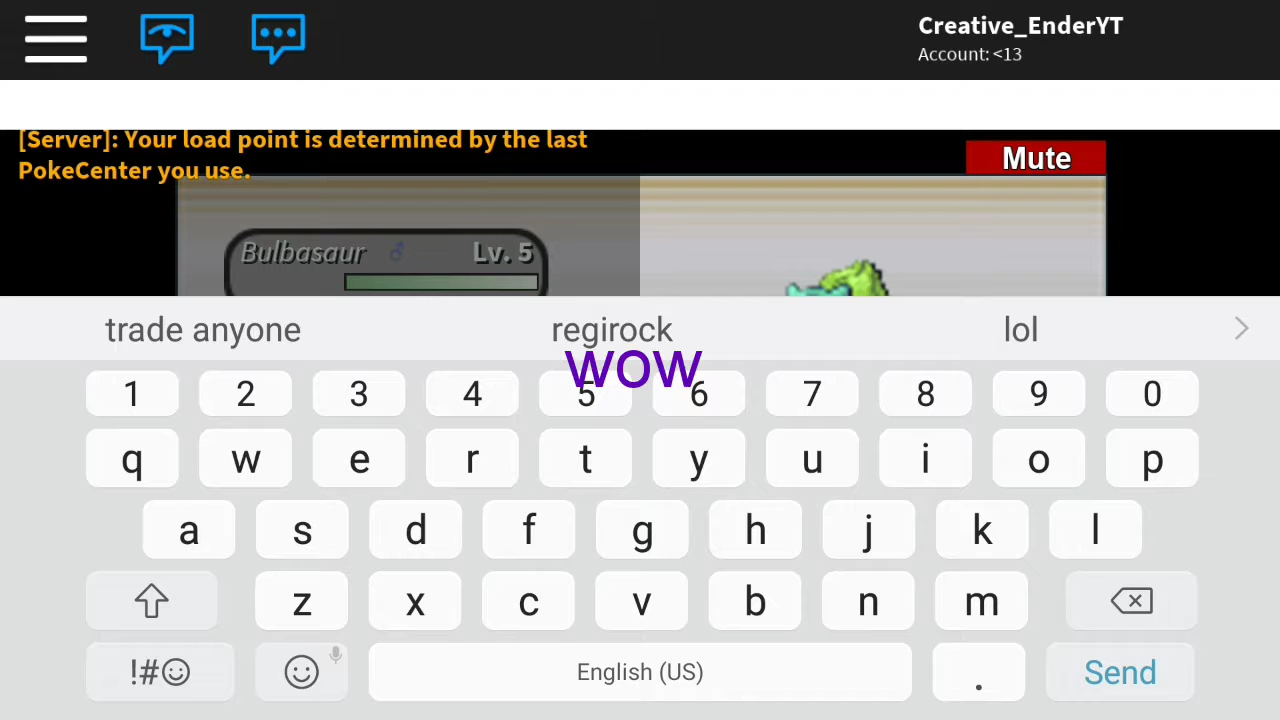 Creative_EnderYT
Account: <13
[Server]: Your load point is determined by the last
PokeCenter you use.
Mute
Bulbasaur ♂ Lv. 5
trade anyone regirock lol
wow
1 2 3 4 5 6 7 8 9 0
q w e r t y u i o p
a s d f g h j k l
z x c v b n m
!#☺ English (US) . Send